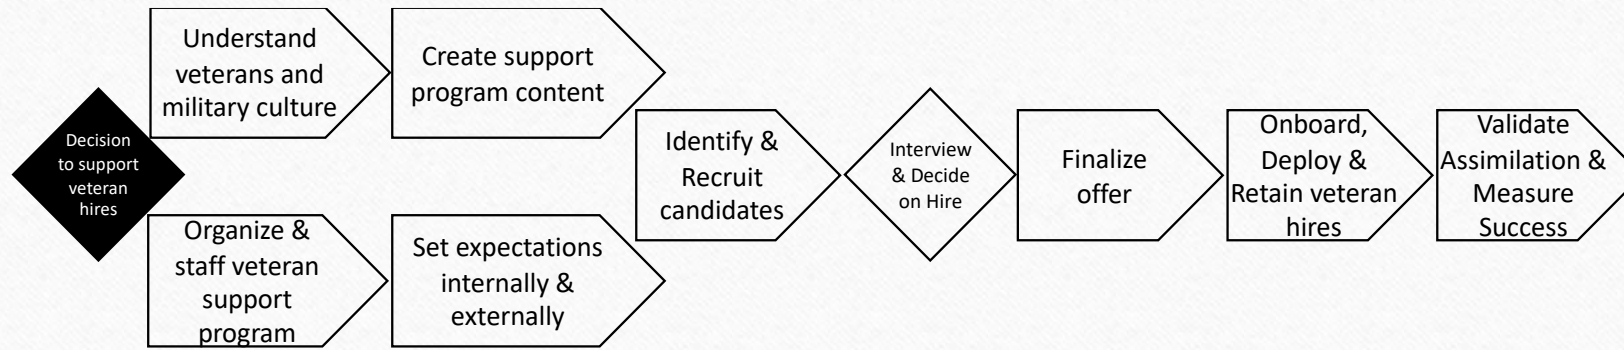 Decision
to support
veteran
hires
Understand
veterans and
military culture
Create support
program content
Organize &
staff veteran
support
program
Set expectations
internally &
externally
Identify &
Recruit
candidates
Interview
& Decide
on Hire
Finalize
offer
Onboard,
Deploy &
Retain veteran
hires
Validate
Assimilation &
Measure
Success